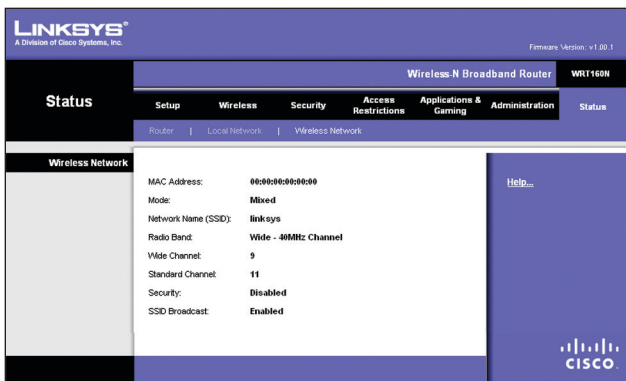 LINKSYS®
A Division of Cisco Systems, Inc.
Firmware Version: v1.00.1
Wireless-N Broadband Router WRT160N
Status
Setup Wireless Security Access Restrictions Applications & Gaming Administration Status
Router | Local Network | Wireless Network
Wireless Network
MAC Address: 00:00:00:00:00:00
Mode: Mixed
Network Name (SSID): linksys
Radio Band: Wide - 40MHz Channel
Wide Channel: 9
Standard Channel: 11
Security: Disabled
SSID Broadcast: Enabled
Help...
CISCO.